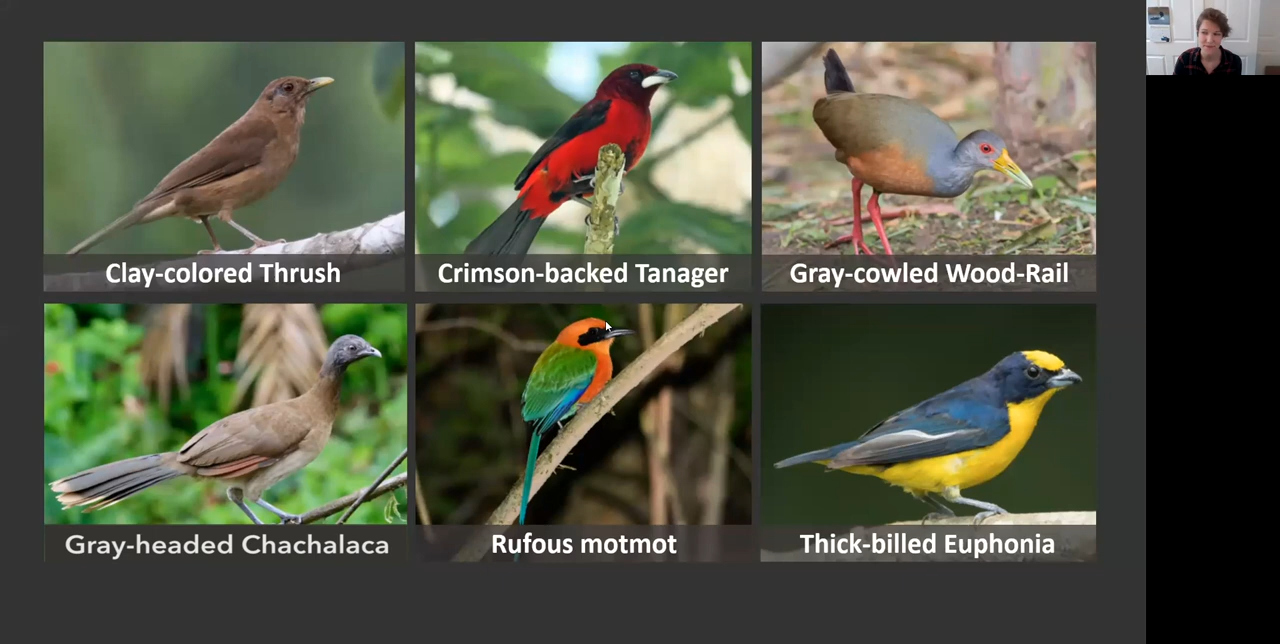 Clay-colored Thrush
Crimson-backed Tanager
Gray-cowled Wood-Rail
Gray-headed Chachalaca
Rufous motmot
Thick-billed Euphonia